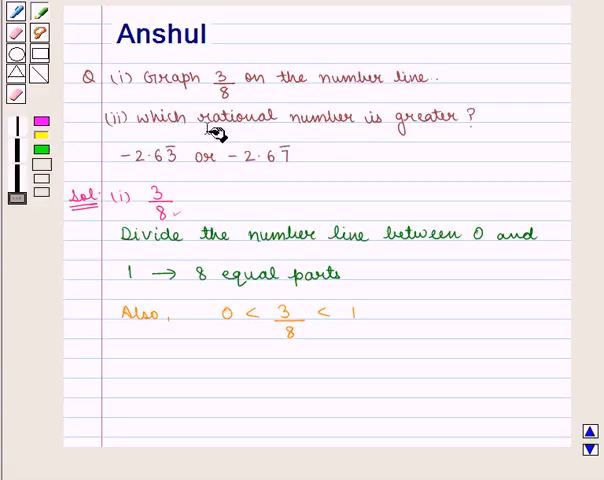 Anshul
Q (i) Graph 3/8 on the number line..
(ii) which rational number is greater ?
-2.63̅ or -2.67̅
Sol. (i) 3/8
Divide the number line between 0 and
1 → 8 equal parts
Also, 0 < 3/8 < 1